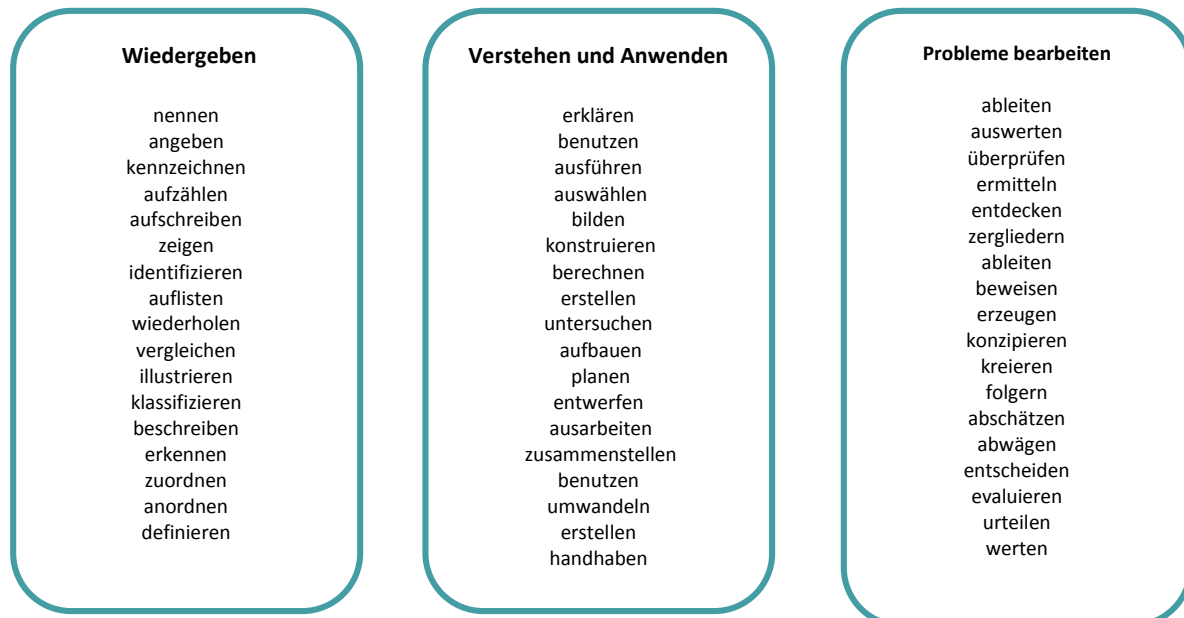 Wiedergeben
nennen
angeben
kennzeichnen
aufzählen
aufschreiben
zeigen
identifizieren
auflisten
wiederholen
vergleichen
illustrieren
klassifizieren
beschreiben
erkennen
zuordnen
anordnen
definieren
Verstehen und Anwenden
erklären
benutzen
ausführen
auswählen
bilden
konstruieren
berechnen
erstellen
untersuchen
aufbauen
planen
entwerfen
ausarbeiten
zusammenstellen
benutzen
umwandeln
erstellen
handhaben
Probleme bearbeiten
ableiten
auswerten
überprüfen
ermitteln
entdecken
zergliedern
ableiten
beweisen
erzeugen
konzipieren
kreieren
folgern
abschätzen
abwägen
entscheiden
evaluieren
urteilen
werten